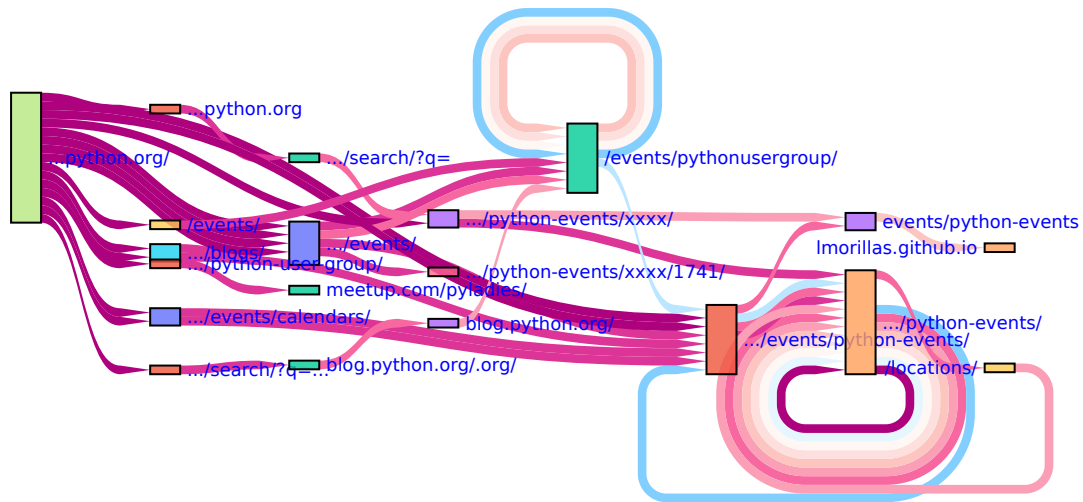 ...python.org
...python.org/
.../search/?q=
/events/pythonusergroup/
/events/
.../python-events/xxxx/
events/python-events
.../events/
lmorillas.github.io
.../blogs/
.../python-user-group/
.../python-events/xxxx/1741/
meetup.com/pyladies/
.../events/calendars/
blog.python.org/
.../python-events/
.../events/python-events/
.../search/?q=...
blog.python.org/.org/
/locations/